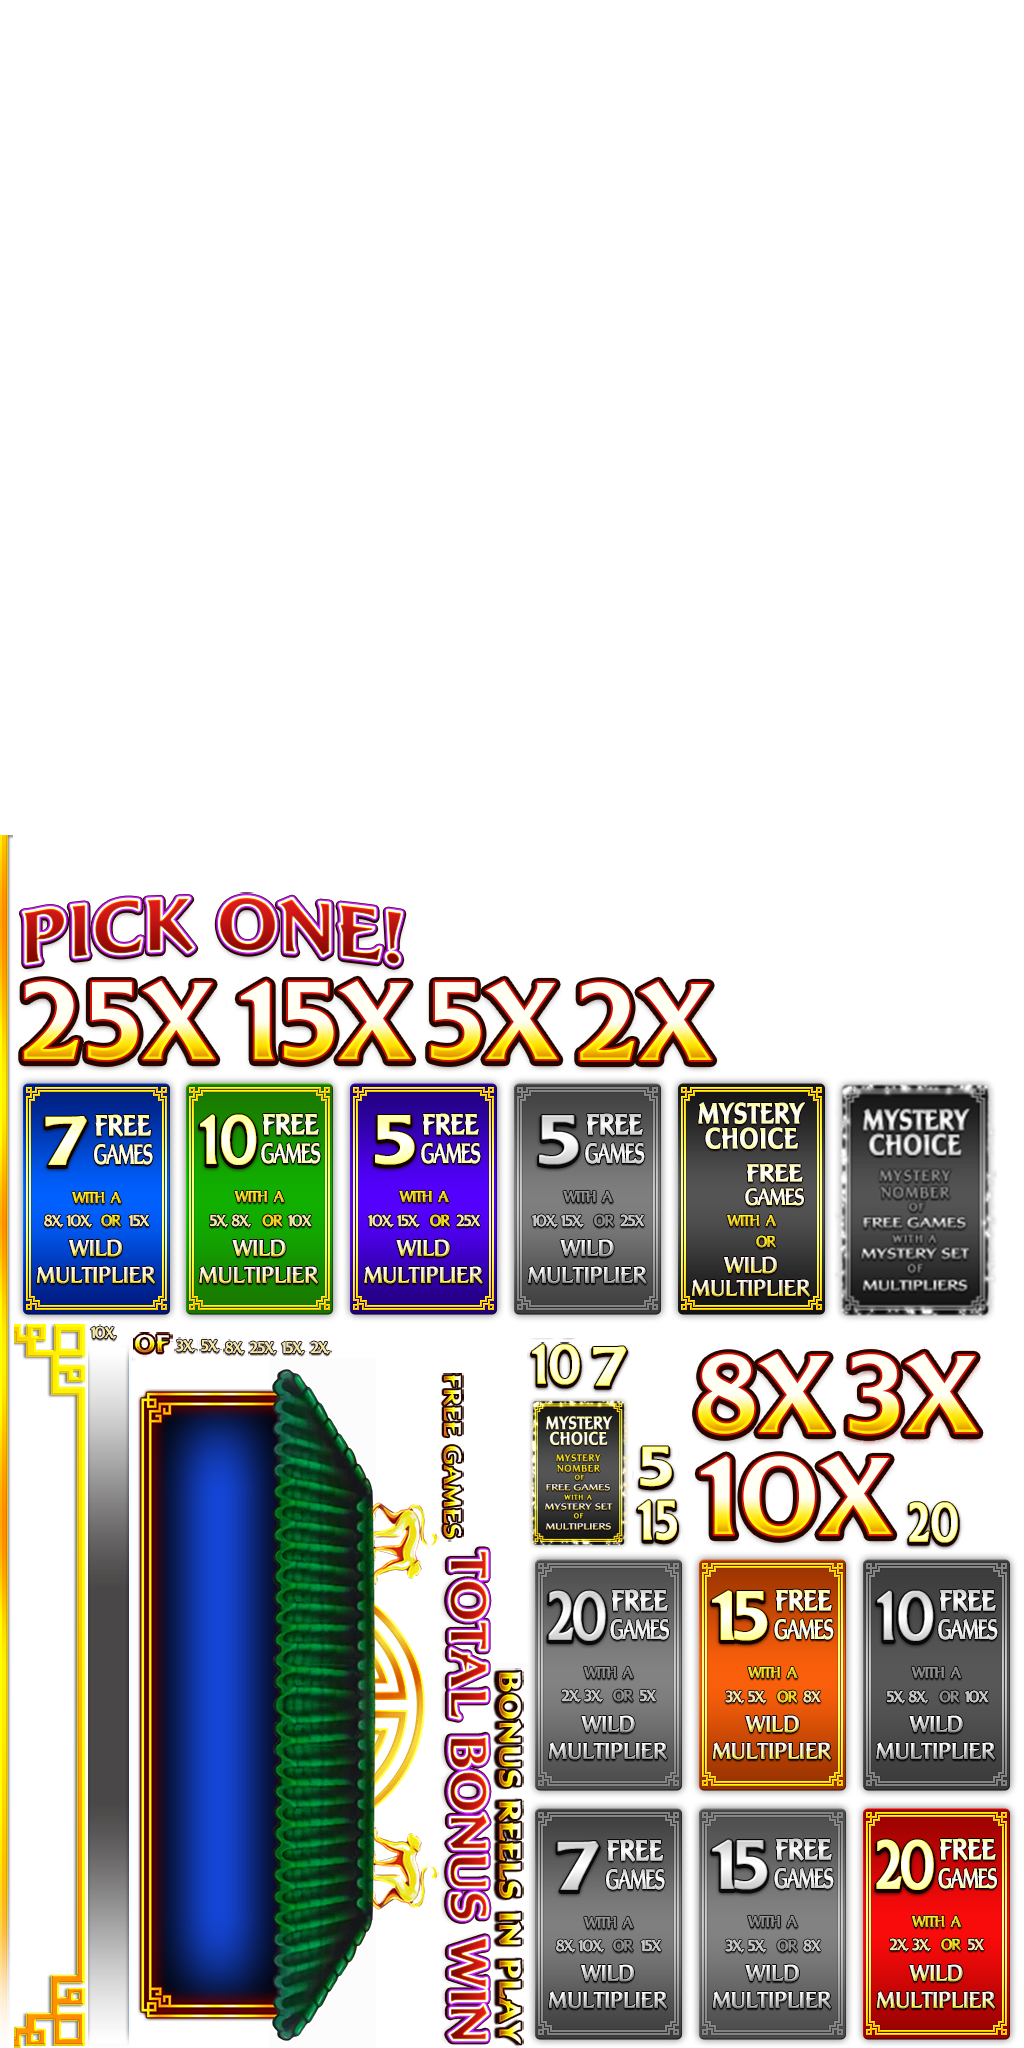 PICK ONE!
25X 15X 5X 2X
7 FREE
GAMES
WITH A
8X, 10X, OR 15X
WILD
MULTIPLIER
10 FREE
GAMES
WITH A
5X, 8X, OR 10X
WILD
MULTIPLIER
5 FREE
GAMES
WITH A
10X, 15X, OR 25X
WILD
MULTIPLIER
5 FREE
GAMES
WITH A
10X, 15X, OR 25X
WILD
MULTIPLIER
MYSTERY
CHOICE
FREE
GAMES
WITH A
OR
WILD
MULTIPLIER
MYSTERY
CHOICE
MYSTERY
NOMBER
OF
FREE GAMES
WITH A
MYSTERY SET
OF
MULTIPLIERS
10X,
OF 3X, 5X, 8X, 25X, 15X, 2X,
FREE GAMES
TOTAL BONUS WIN
BONUS REELS IN PLAY
10 7
MYSTERY
CHOICE
MYSTERY
NOMBER
OF
FREE GAMES
WITH A
MYSTERY SET
OF
MULTIPLIERS
5
15
8X 3X
10X 20
20 FREE
GAMES
WITH A
2X, 3X, OR 5X
WILD
MULTIPLIER
15 FREE
GAMES
WITH A
3X, 5X, OR 8X
WILD
MULTIPLIER
10 FREE
GAMES
WITH A
5X, 8X, OR 10X
WILD
MULTIPLIER
7 FREE
GAMES
WITH A
8X, 10X, OR 15X
WILD
MULTIPLIER
15 FREE
GAMES
WITH A
3X, 5X, OR 8X
WILD
MULTIPLIER
20 FREE
GAMES
WITH A
2X, 3X, OR 5X
WILD
MULTIPLIER